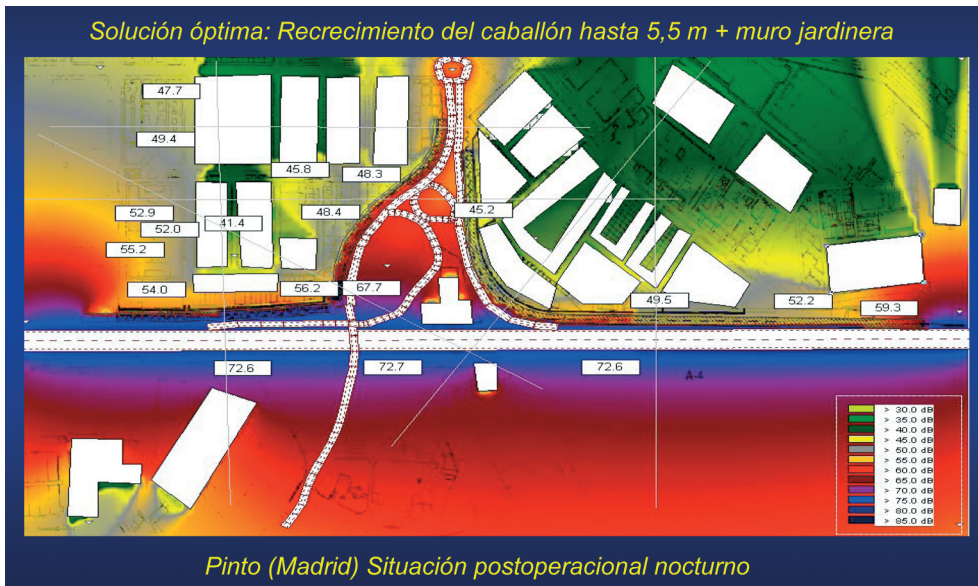 Solución óptima: Recrecimiento del caballón hasta 5,5 m + muro jardinera
47.7
49.4
45.8
48.3
52.9
48.4
45.2
41.4
52.0
55.2
54.0
56.2
67.7
49.5
52.2
59.3
72.6
72.7
72.6
A-4
> 30.0 dB
> 35.0 dB
> 40.0 dB
> 45.0 dB
> 50.0 dB
> 55.0 dB
> 60.0 dB
> 65.0 dB
> 70.0 dB
> 75.0 dB
> 80.0 dB
> 85.0 dB
Pinto (Madrid) Situación postoperacional nocturno